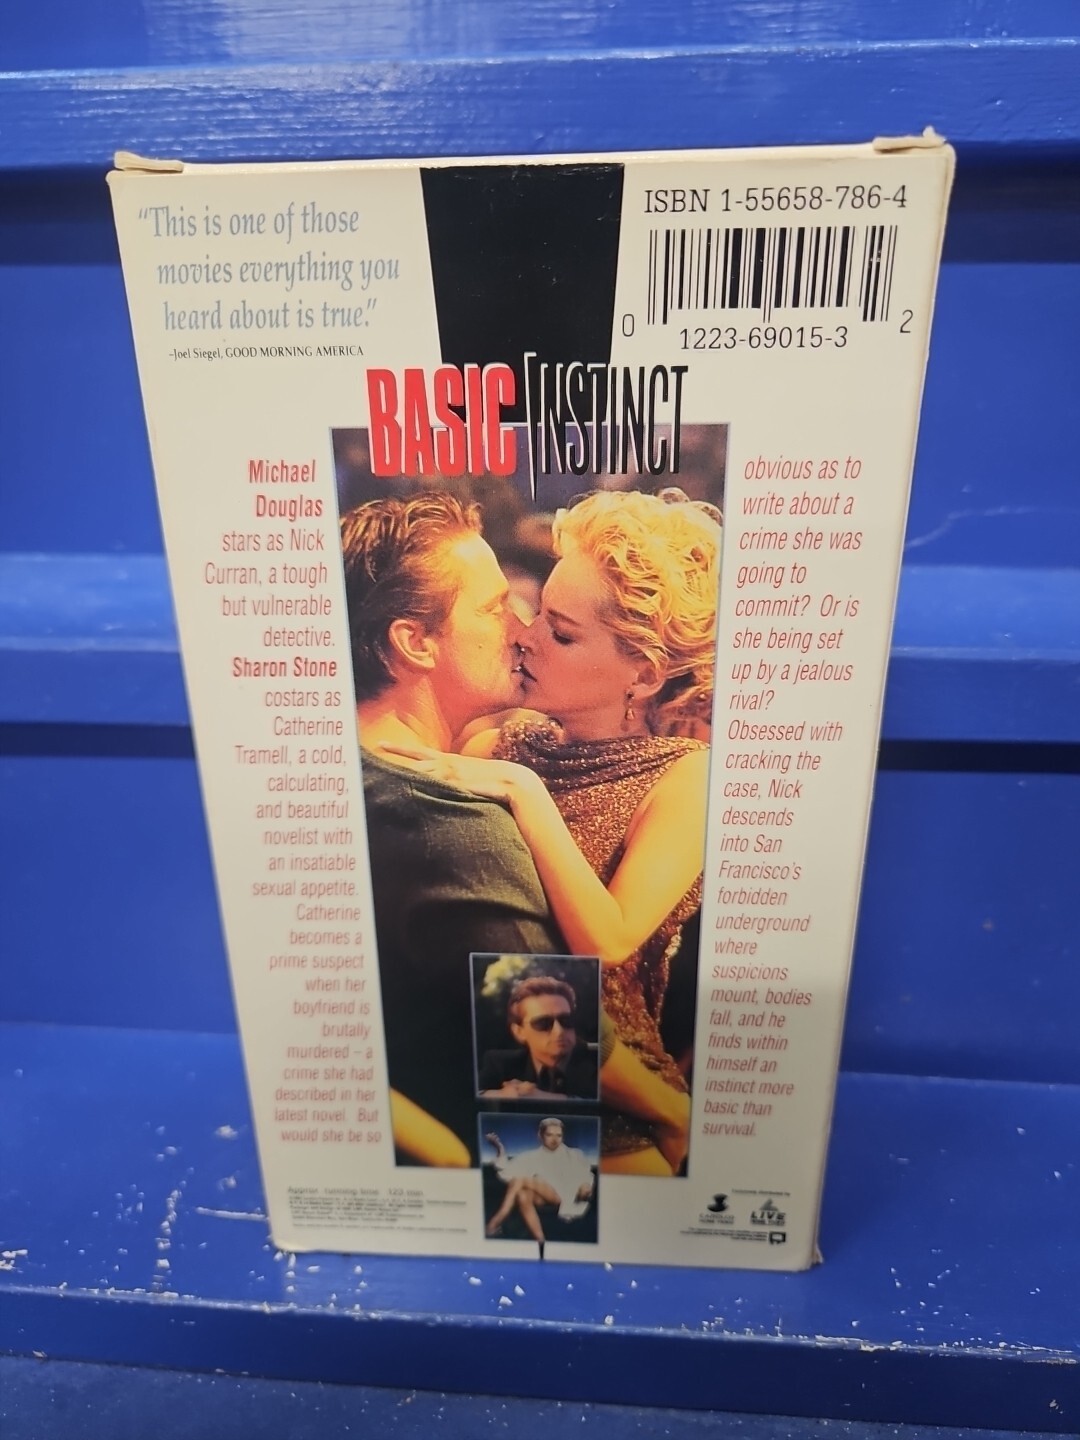 "This is one of those
movies everything you
heard about is true."
-Joel Siegel, GOOD MORNING AMERICA
ISBN 1-55658-786-4
0 1223-69015-3 2
BASIC INSTINCT
Michael
Douglas
stars as Nick
Curran, a tough
but vulnerable
detective.
Sharon Stone
costars as
Catherine
Tramell, a cold,
calculating,
and beautiful
novelist with
an insatiable
sexual appetite.
Catherine
becomes a
prime suspect
when her
boyfriend is
brutally
murdered – a
crime she had
described in her
latest novel. But
would she be so
obvious as to
write about a
crime she was
going to
commit? Or is
she being set
up by a jealous
rival?
Obsessed with
cracking the
case, Nick
descends
into San
Francisco's
forbidden
underground
where
suspicions
mount, bodies
fall, and he
finds within
himself an
instinct more
basic than
survival.
Approx. running time 123 min.
LIVE